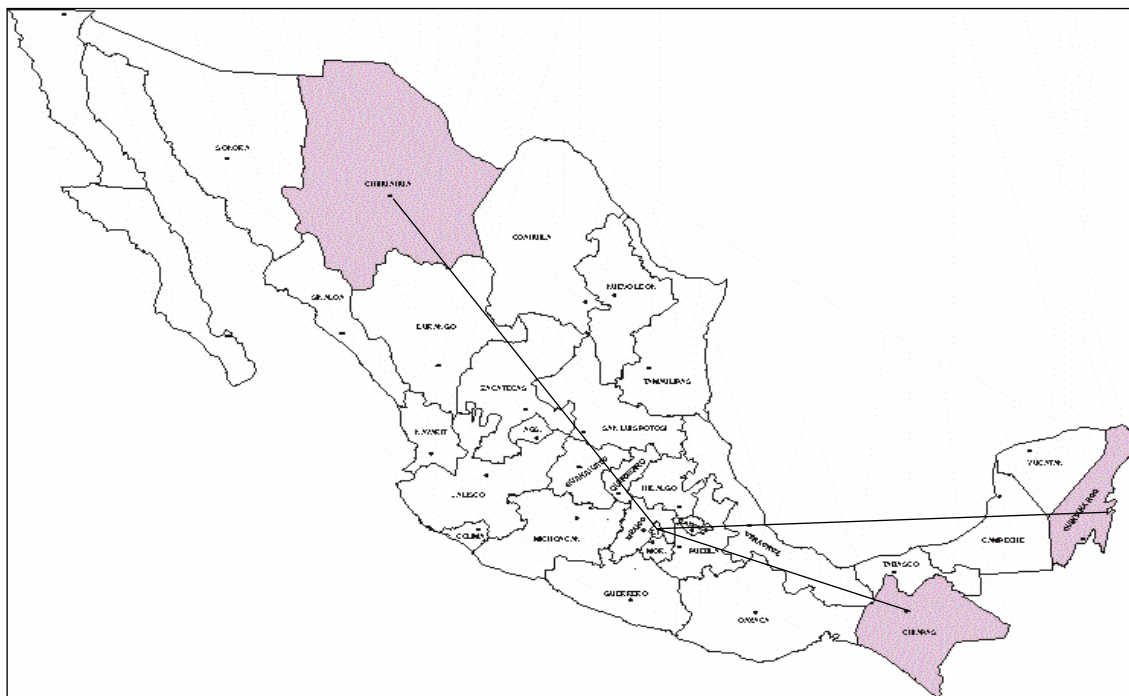 SONORA
CHIHUAHUA
COAHUILA
NUEVO LEON
SINALOA
DURANGO
ZACATECAS
TAMAULIPAS
NAYARIT
AGS.
SAN LUIS POTOSI
GUANAJUATO
QUERETARO
HIDALGO
YUCATAN
JALISCO
QUINTANA ROO
COLIMA
MICHOACAN
MEXICO
VERACRUZ
CAMPECHE
MOR.
PUEBLA
TABASCO
GUERRERO
OAXACA
CHIAPAS